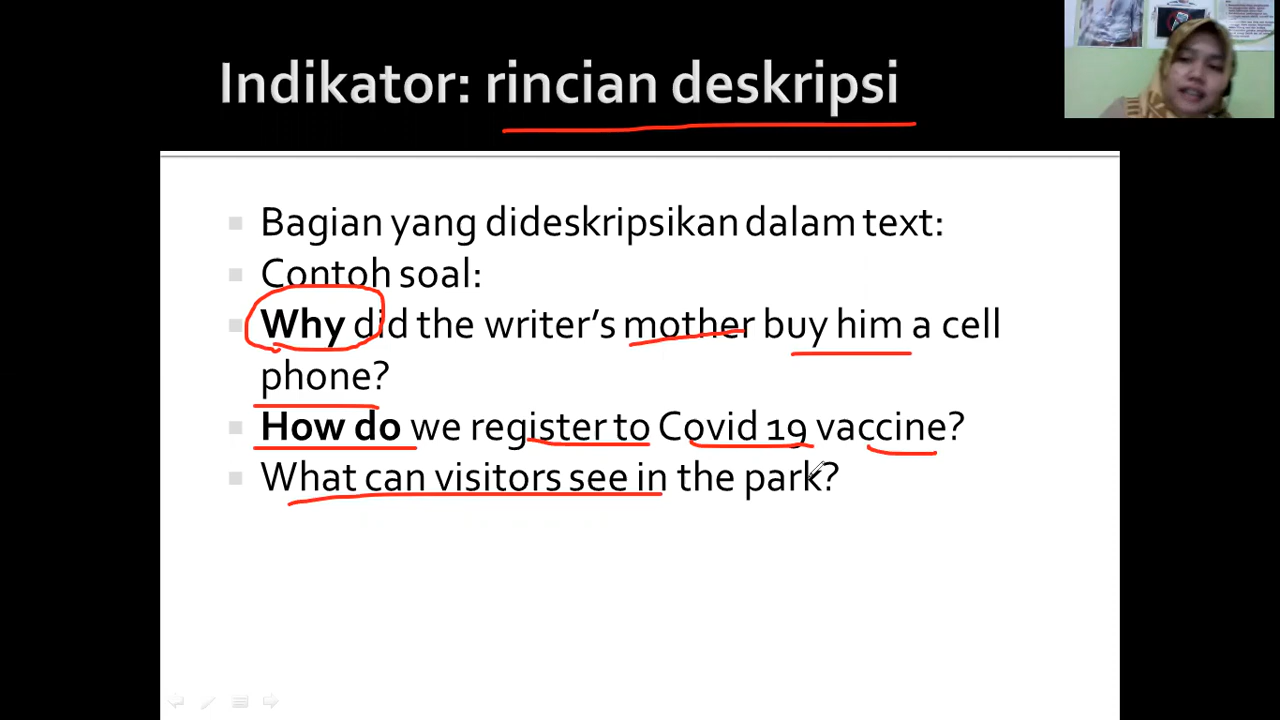 Indikator: rincian deskripsi
Bagian yang dideskripsikan dalam text:
Contoh soal:
Why did the writer's mother buy him a cell
phone?
How do we register to Covid 19 vaccine?
What can visitors see in the park?